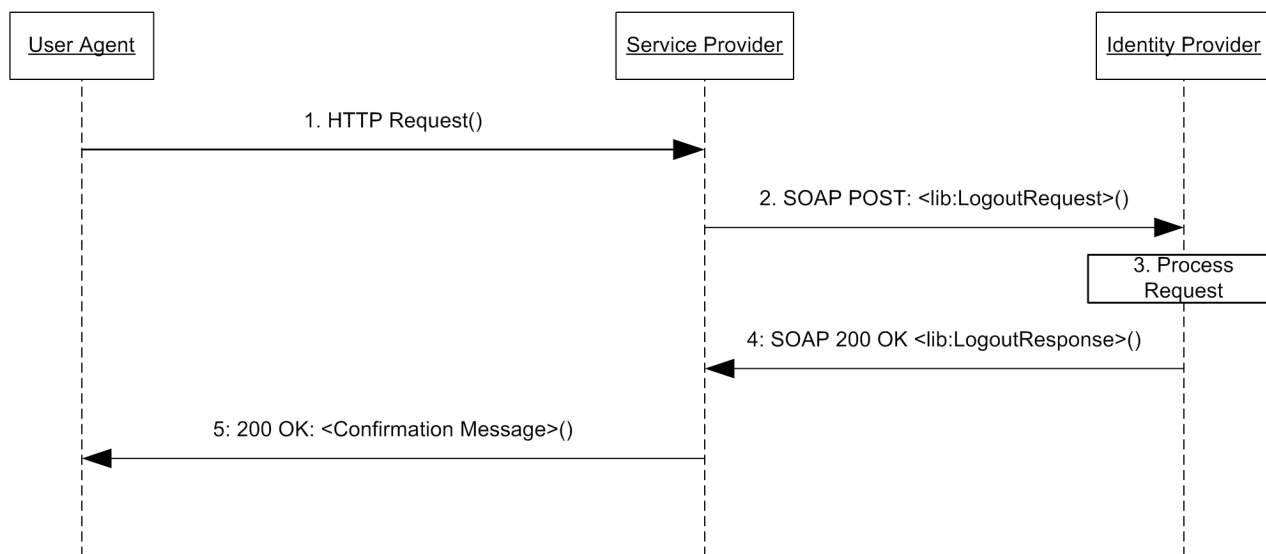 User Agent
Service Provider
Identity Provider
1. HTTP Request()
2. SOAP POST: <lib:LogoutRequest>()
3. Process
Request
4: SOAP 200 OK <lib:LogoutResponse>()
5: 200 OK: <Confirmation Message>()